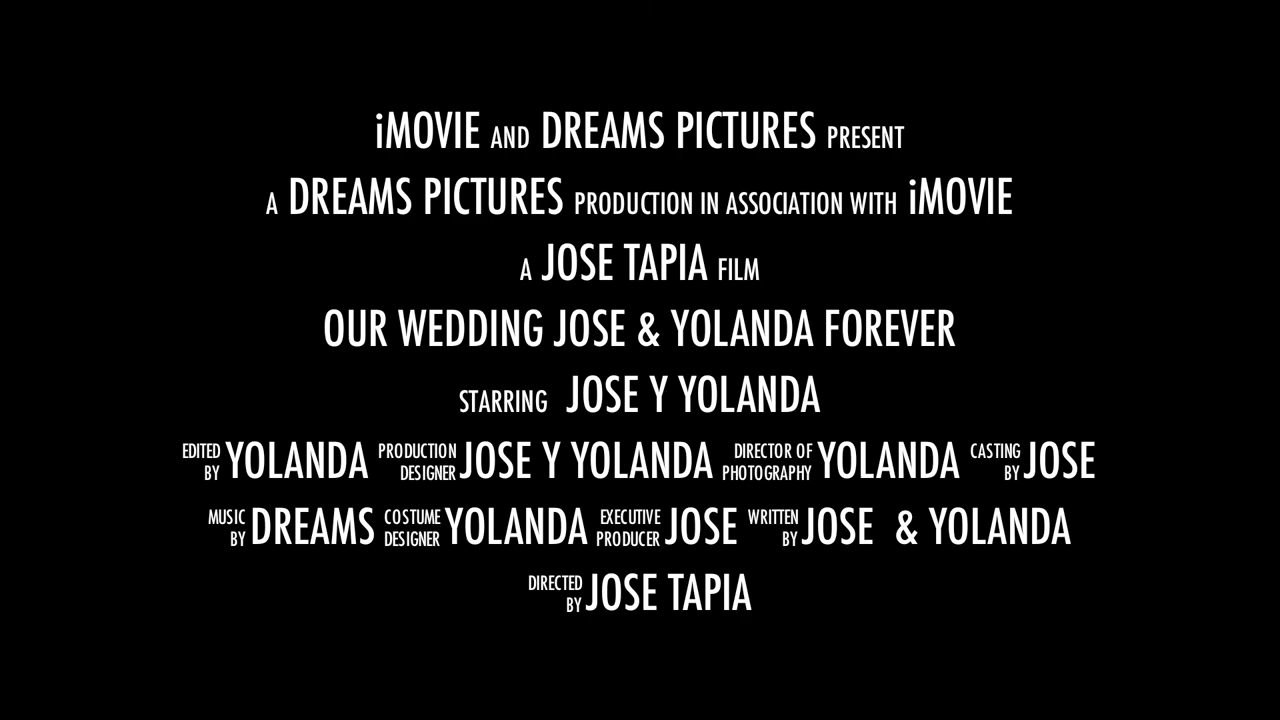 iMOVIE AND DREAMS PICTURES PRESENT
A DREAMS PICTURES PRODUCTION IN ASSOCIATION WITH iMOVIE
A JOSE TAPIA FILM
OUR WEDDING JOSE & YOLANDA FOREVER
STARRING JOSE Y YOLANDA
EDITED BY YOLANDA PRODUCTION DESIGNER JOSE Y YOLANDA DIRECTOR OF PHOTOGRAPHY YOLANDA CASTING BY JOSE
MUSIC BY DREAMS COSTUME DESIGNER YOLANDA EXECUTIVE PRODUCER JOSE WRITTEN BY JOSE & YOLANDA
DIRECTED BY JOSE TAPIA